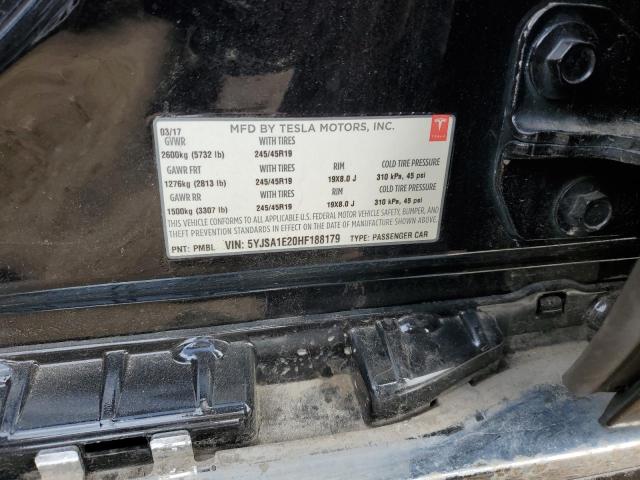 03/17 MFD BY TESLA MOTORS, INC.
GVWR WITH TIRES
2600kg (5732 lb) 245/45R19
GAWR FRT WITH TIRES RIM COLD TIRE PRESSURE
1276kg (2813 lb) 245/45R19 19X8.0 J 310 kPa, 45 psi
GAWR RR WITH TIRES RIM COLD TIRE PRESSURE
1500kg (3307 lb) 245/45R19 19X8.0 J 310 kPa, 45 psi
THIS CONFORMS TO ALL APPLICABLE U.S. FEDERAL MOTOR VEHICLE SAFETY, BUMPER, AND
THEFT PREVENTION STANDARDS IN EFFECT ON THE DATE OF MANUFACTURE SHOWN ABOVE.
PNT: PMBL VIN: 5YJSA1E20HF188179 TYPE: PASSENGER CAR
TESLA